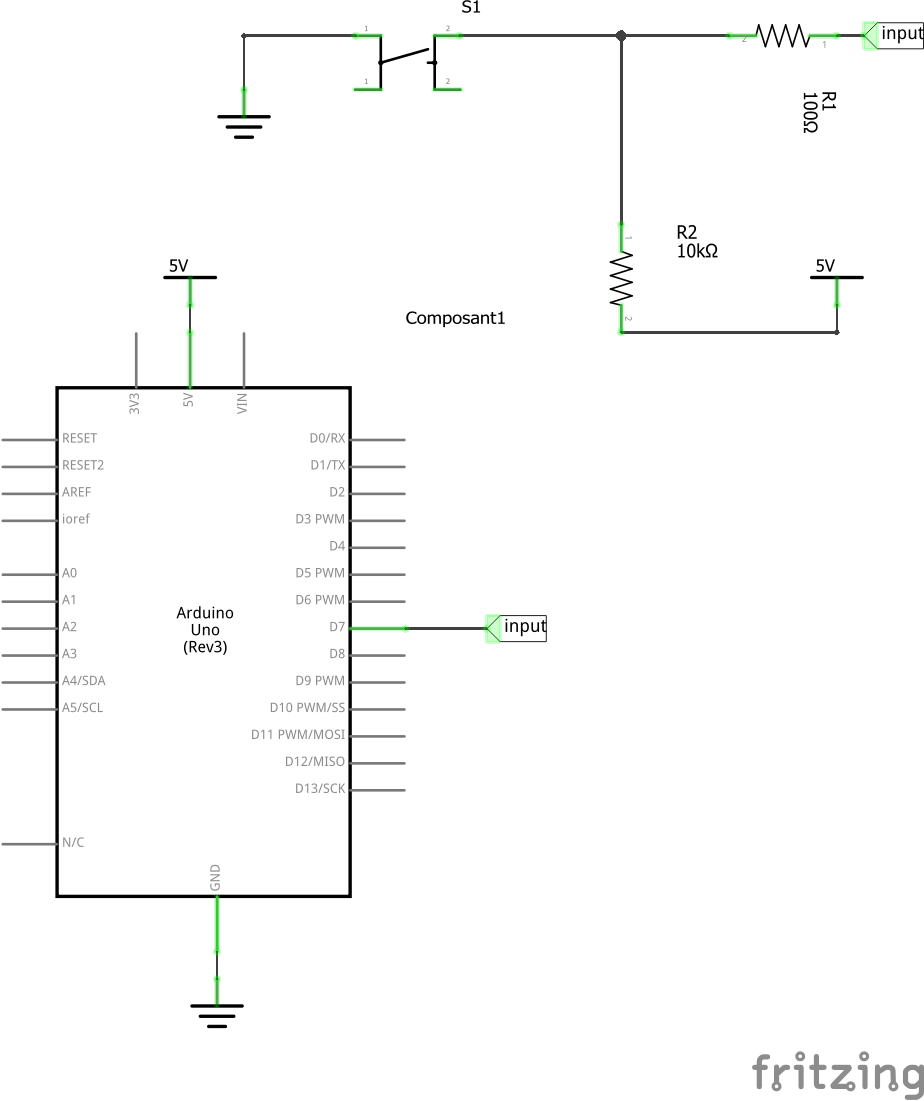 S1
1
2
1
2
2
1
input
R1
100Ω
1
R2
10kΩ
2
5V
5V
Composant1
3V3
5V
VIN
RESET
RESET2
AREF
ioref
A0
A1
A2
A3
A4/SDA
A5/SCL
N/C
Arduino
Uno
(Rev3)
D0/RX
D1/TX
D2
D3 PWM
D4
D5 PWM
D6 PWM
D7
D8
D9 PWM
D10 PWM/SS
D11 PWM/MOSI
D12/MISO
D13/SCK
input
GND
fritzing